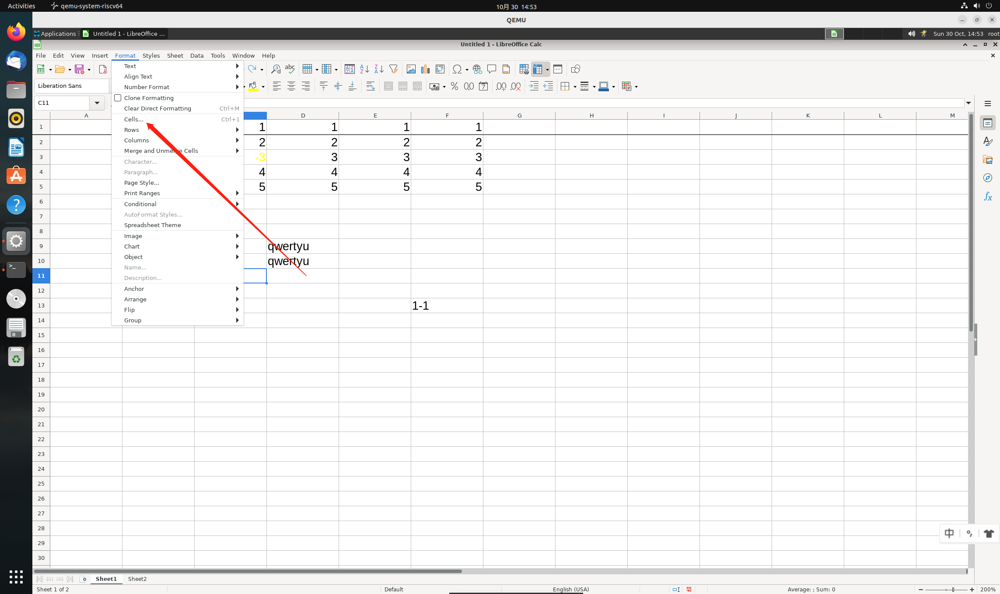 Activities qemu-system-riscv64 10月 30 14:53
QEMU
Applications Untitled 1 - LibreOffice ... Sun 30 Oct, 14:53 root
Untitled 1 - LibreOffice Calc
File Edit View Insert Format Styles Sheet Data Tools Window Help
Liberation Sans
C11
Text
Align Text
Number Format
Clone Formatting
Clear Direct Formatting Ctrl+M
Cells... Ctrl+1
Rows
Columns
Merge and Unmerge Cells
Character...
Paragraph...
Page Style...
Print Ranges
Conditional
AutoFormat Styles...
Spreadsheet Theme
Image
Chart
Object
Name...
Description...
Anchor
Arrange
Flip
Group
A D E F G H I J K L M
1 1 1 1 1
2 2 2 2 2
3 -3 3 3 3
4 4 4 4 4
5 5 5 5 5
6
7
8
9 qwertyu
10 qwertyu
11
12
13 1-1
14
15
16
17
18
19
20
21
22
23
24
25
26
27
28
29
30
中
Sheet1 Sheet2
Sheet 1 of 2 Default English (USA) Average: ; Sum: 0 200%